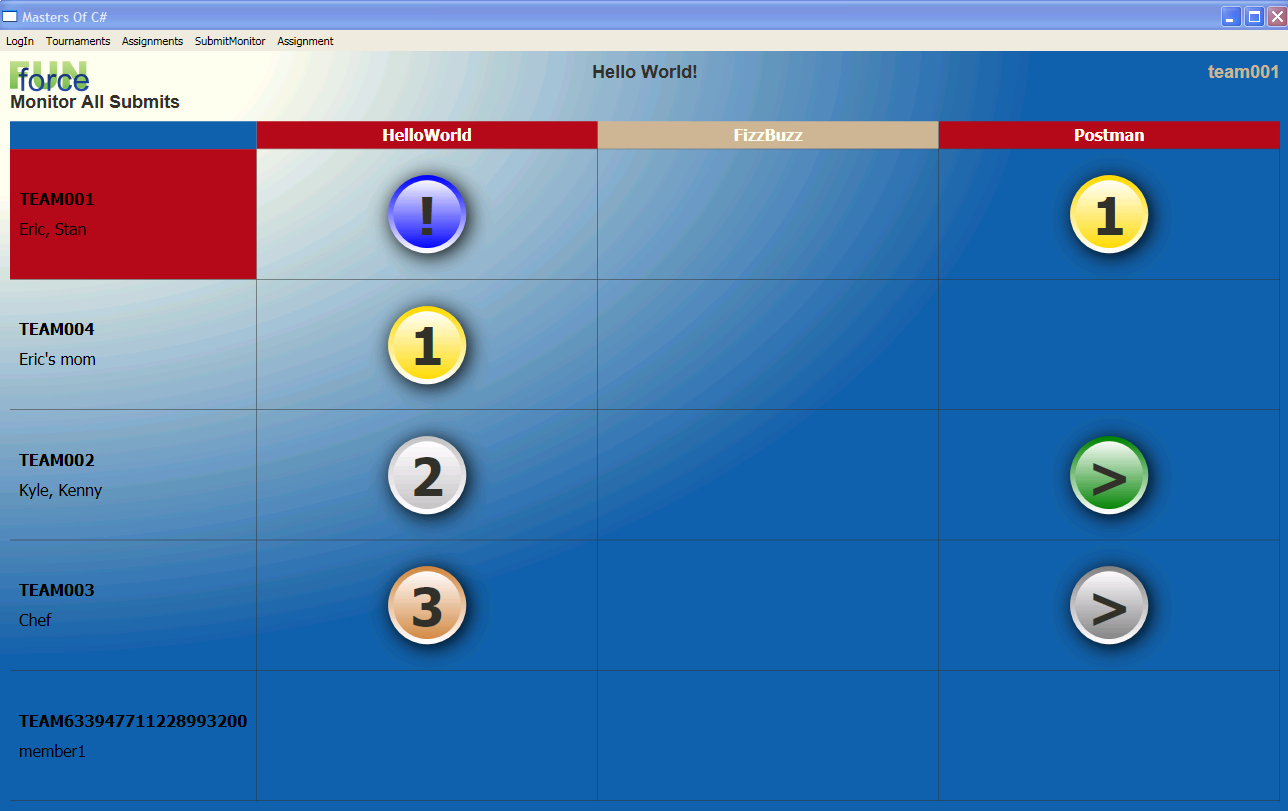 Masters Of C#
LogIn Tournaments Assignments SubmitMonitor Assignment
FUN
force
Hello World!
team001
Monitor All Submits
HelloWorld FizzBuzz Postman
TEAM001
Eric, Stan
! 1
TEAM004
Eric's mom
1
TEAM002
Kyle, Kenny
2 >
TEAM003
Chef
3 >
TEAM633947711228993200
member1